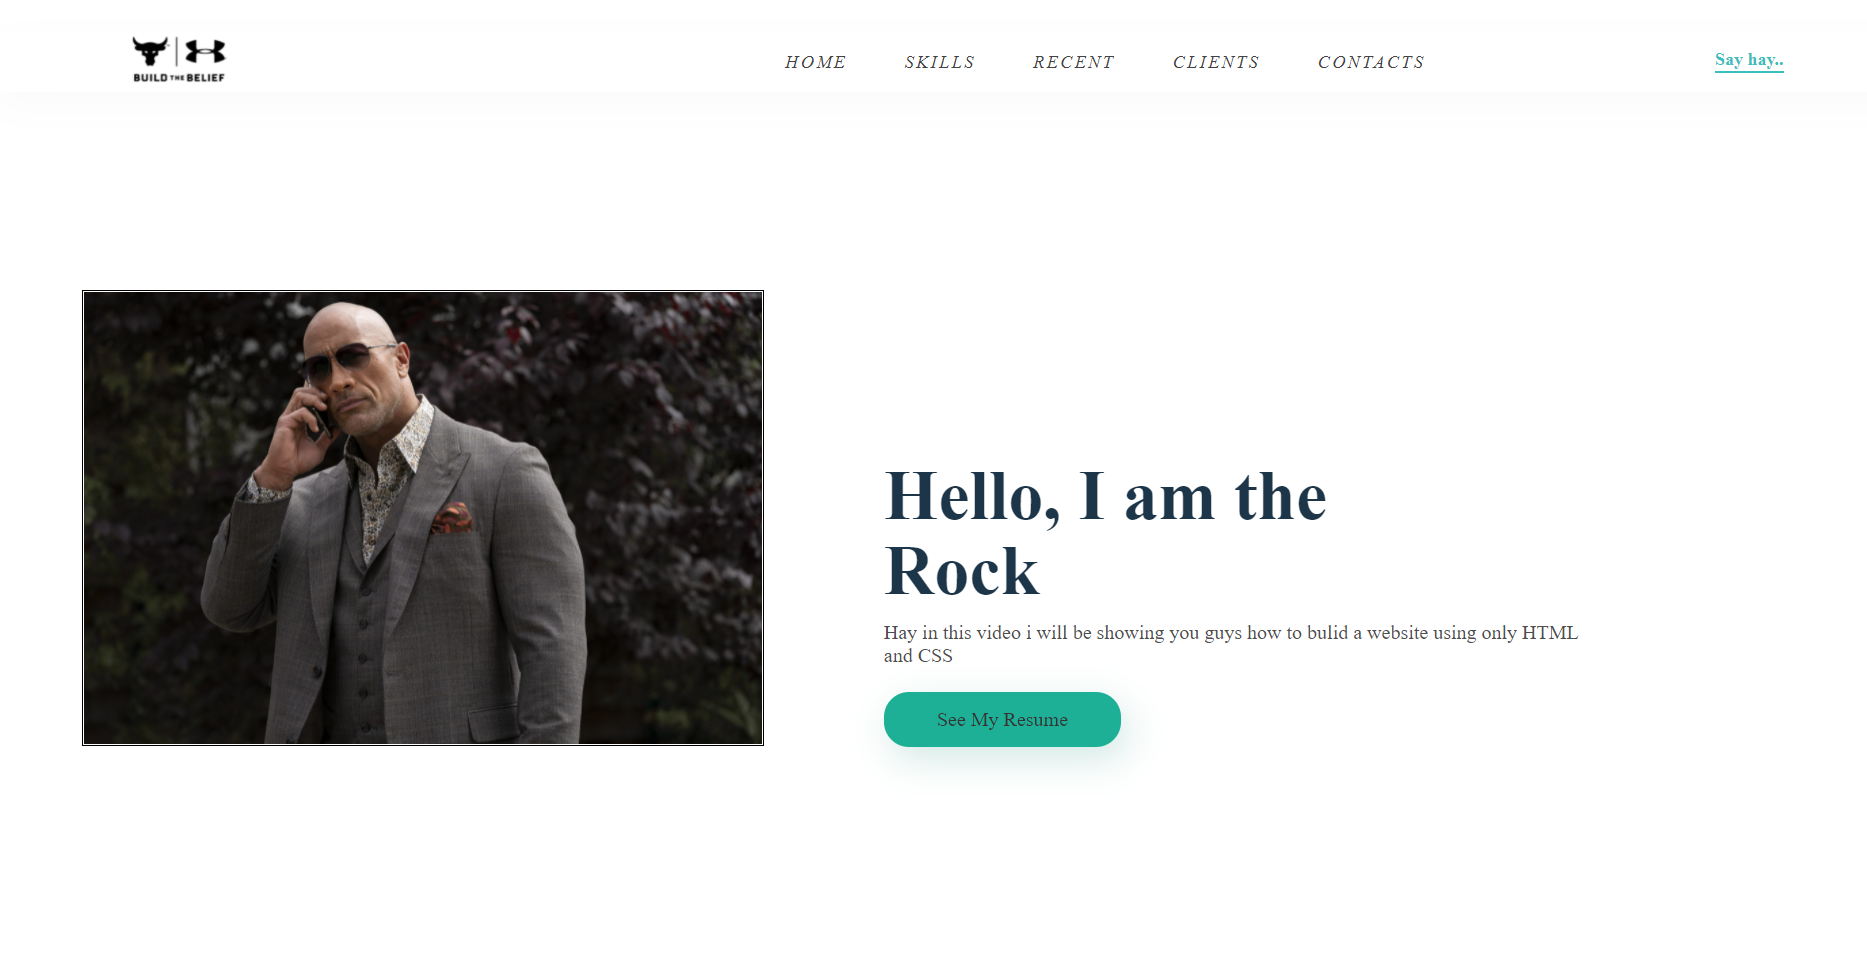 BUILD THE BELIEF
HOME SKILLS RECENT CLIENTS CONTACTS
Say hay..
Hello, I am the
Rock
Hay in this video i will be showing you guys how to bulid a website using only HTML
and CSS
See My Resume